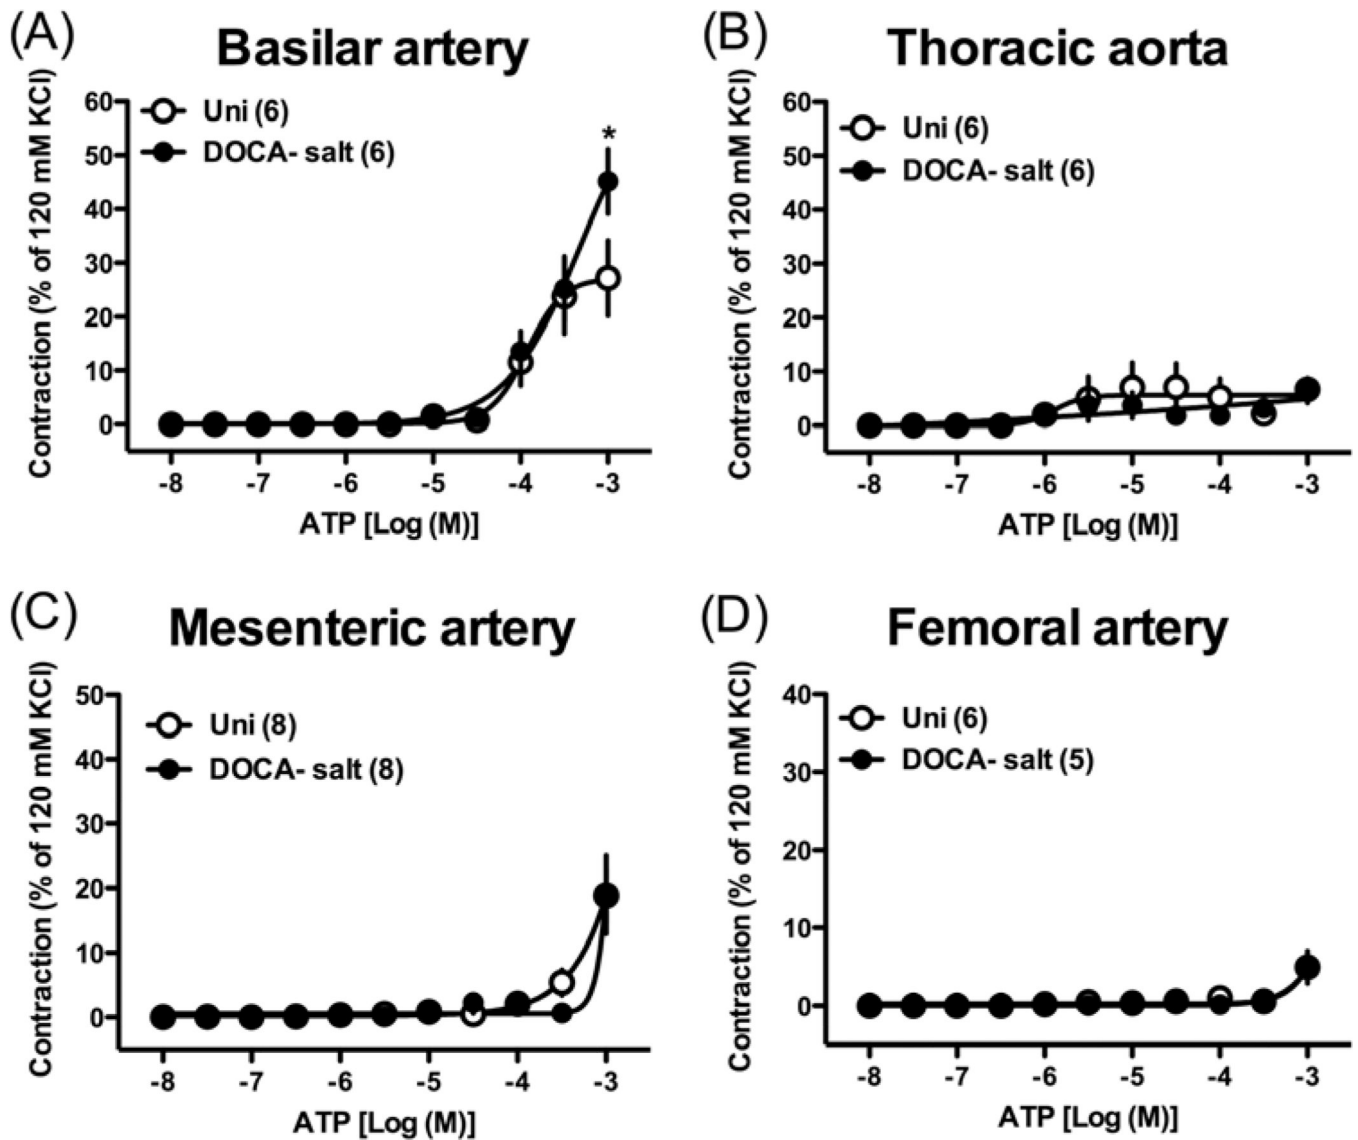 (A)
Basilar artery
Contraction (% of 120 mM KCl)
60
50
40
30
20
10
0
Uni (6)
DOCA- salt (6)
*
-8 -7 -6 -5 -4 -3
ATP [Log (M)]
(B)
Thoracic aorta
Contraction (% of 120 mM KCl)
60
50
40
30
20
10
0
Uni (6)
DOCA- salt (6)
-8 -7 -6 -5 -4 -3
ATP [Log (M)]
(C)
Mesenteric artery
Contraction (% of 120 mM KCl)
50
40
30
20
10
0
Uni (8)
DOCA- salt (8)
-8 -7 -6 -5 -4 -3
ATP [Log (M)]
(D)
Femoral artery
Contraction (% of 120 mM KCl)
40
30
20
10
0
Uni (6)
DOCA- salt (5)
-8 -7 -6 -5 -4 -3
ATP [Log (M)]